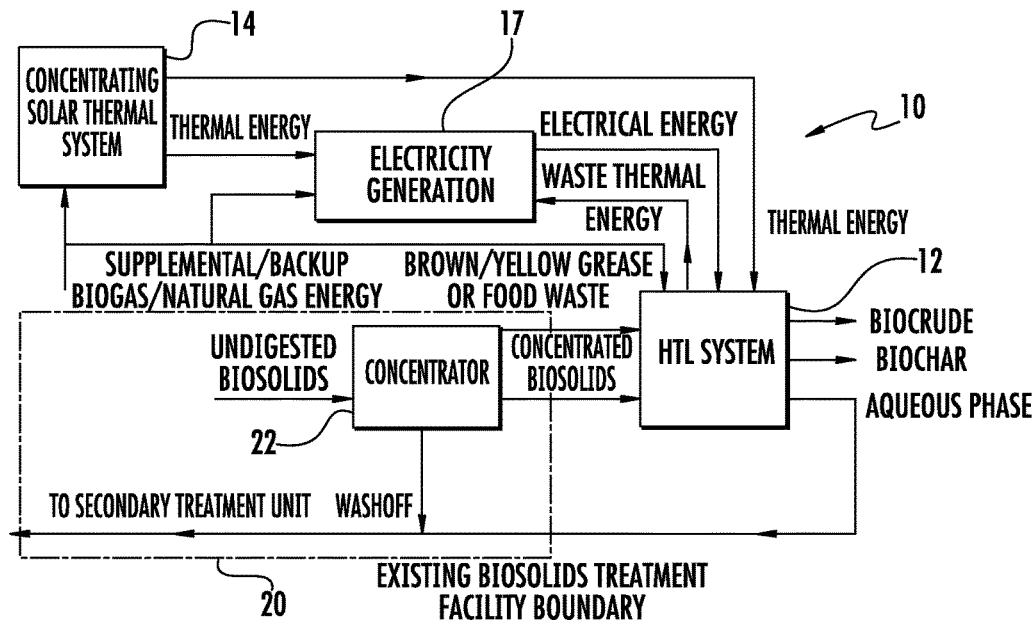 14
17
10
CONCENTRATING
SOLAR THERMAL
SYSTEM
THERMAL ENERGY
ELECTRICITY
GENERATION
ELECTRICAL ENERGY
WASTE THERMAL
ENERGY
THERMAL ENERGY
12
SUPPLEMENTAL/BACKUP
BIOGAS/NATURAL GAS ENERGY
BROWN/YELLOW GREASE
OR FOOD WASTE
UNDIGESTED
BIOSOLIDS
CONCENTRATOR
22
CONCENTRATED
BIOSOLIDS
HTL SYSTEM
BIOCRUDE
BIOCHAR
AQUEOUS PHASE
TO SECONDARY TREATMENT UNIT
WASHOFF
20
EXISTING BIOSOLIDS TREATMENT
FACILITY BOUNDARY